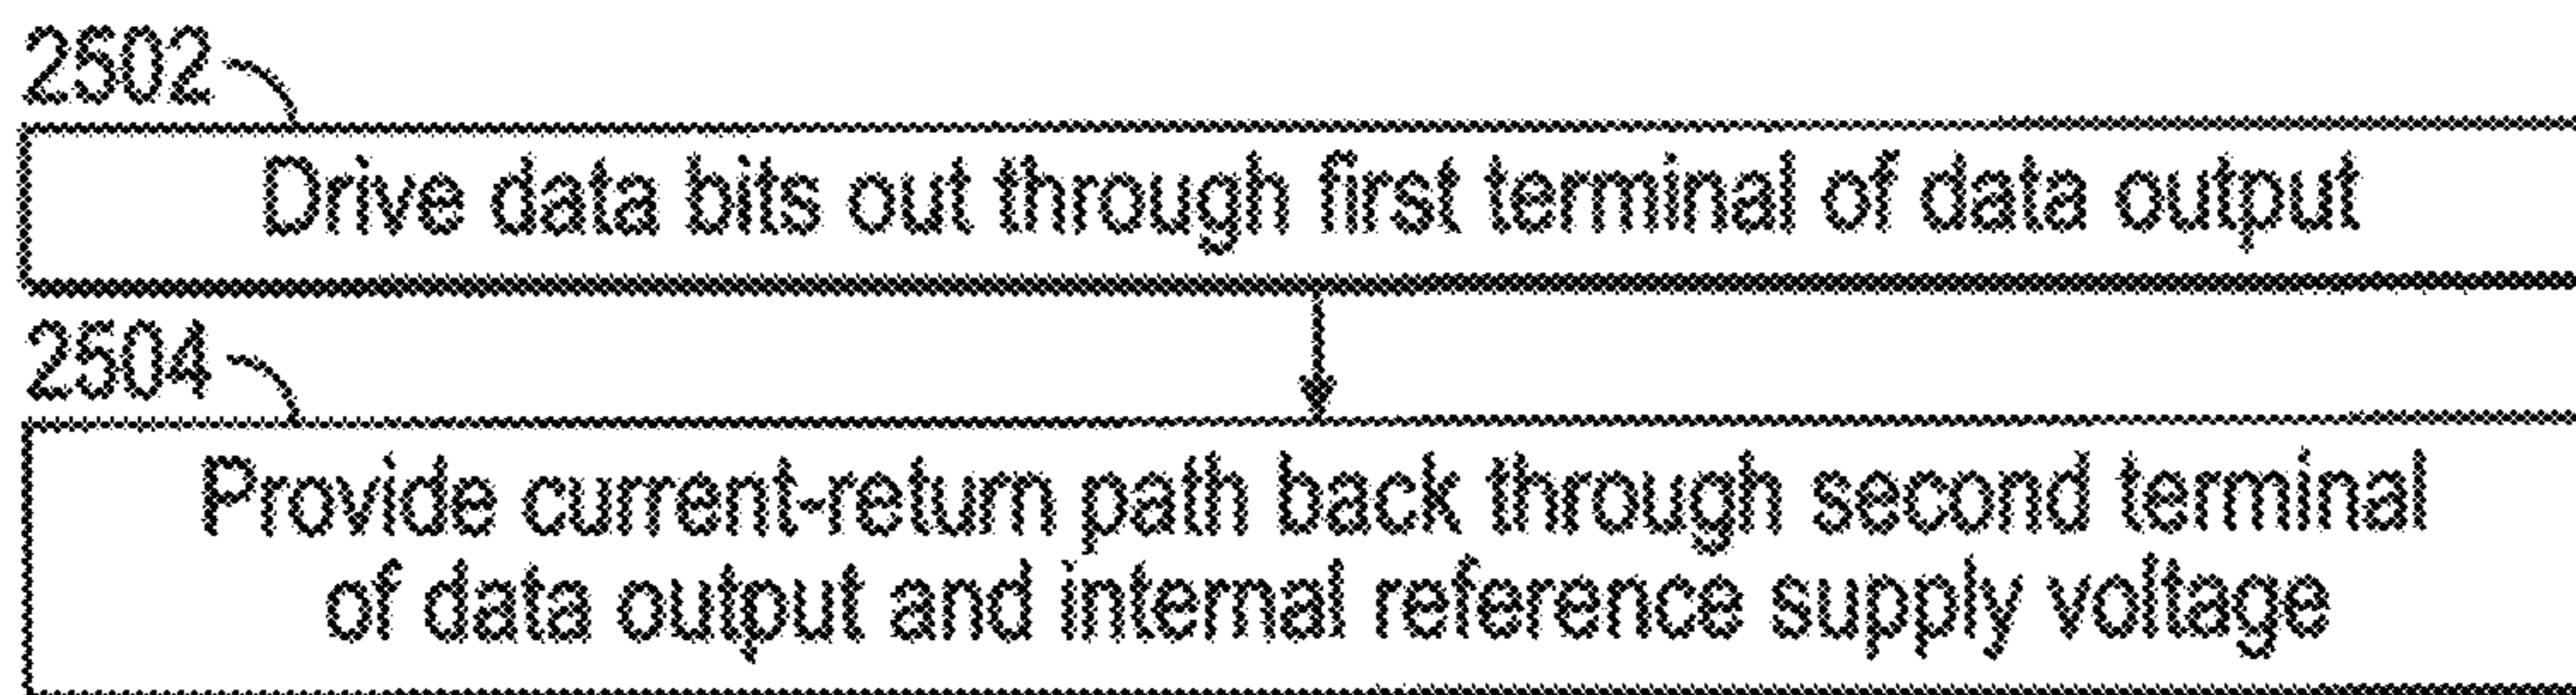 2502
Drive data bits out through first terminal of data output
2504
Provide current-return path back through second terminal
of data output and internal reference supply voltage